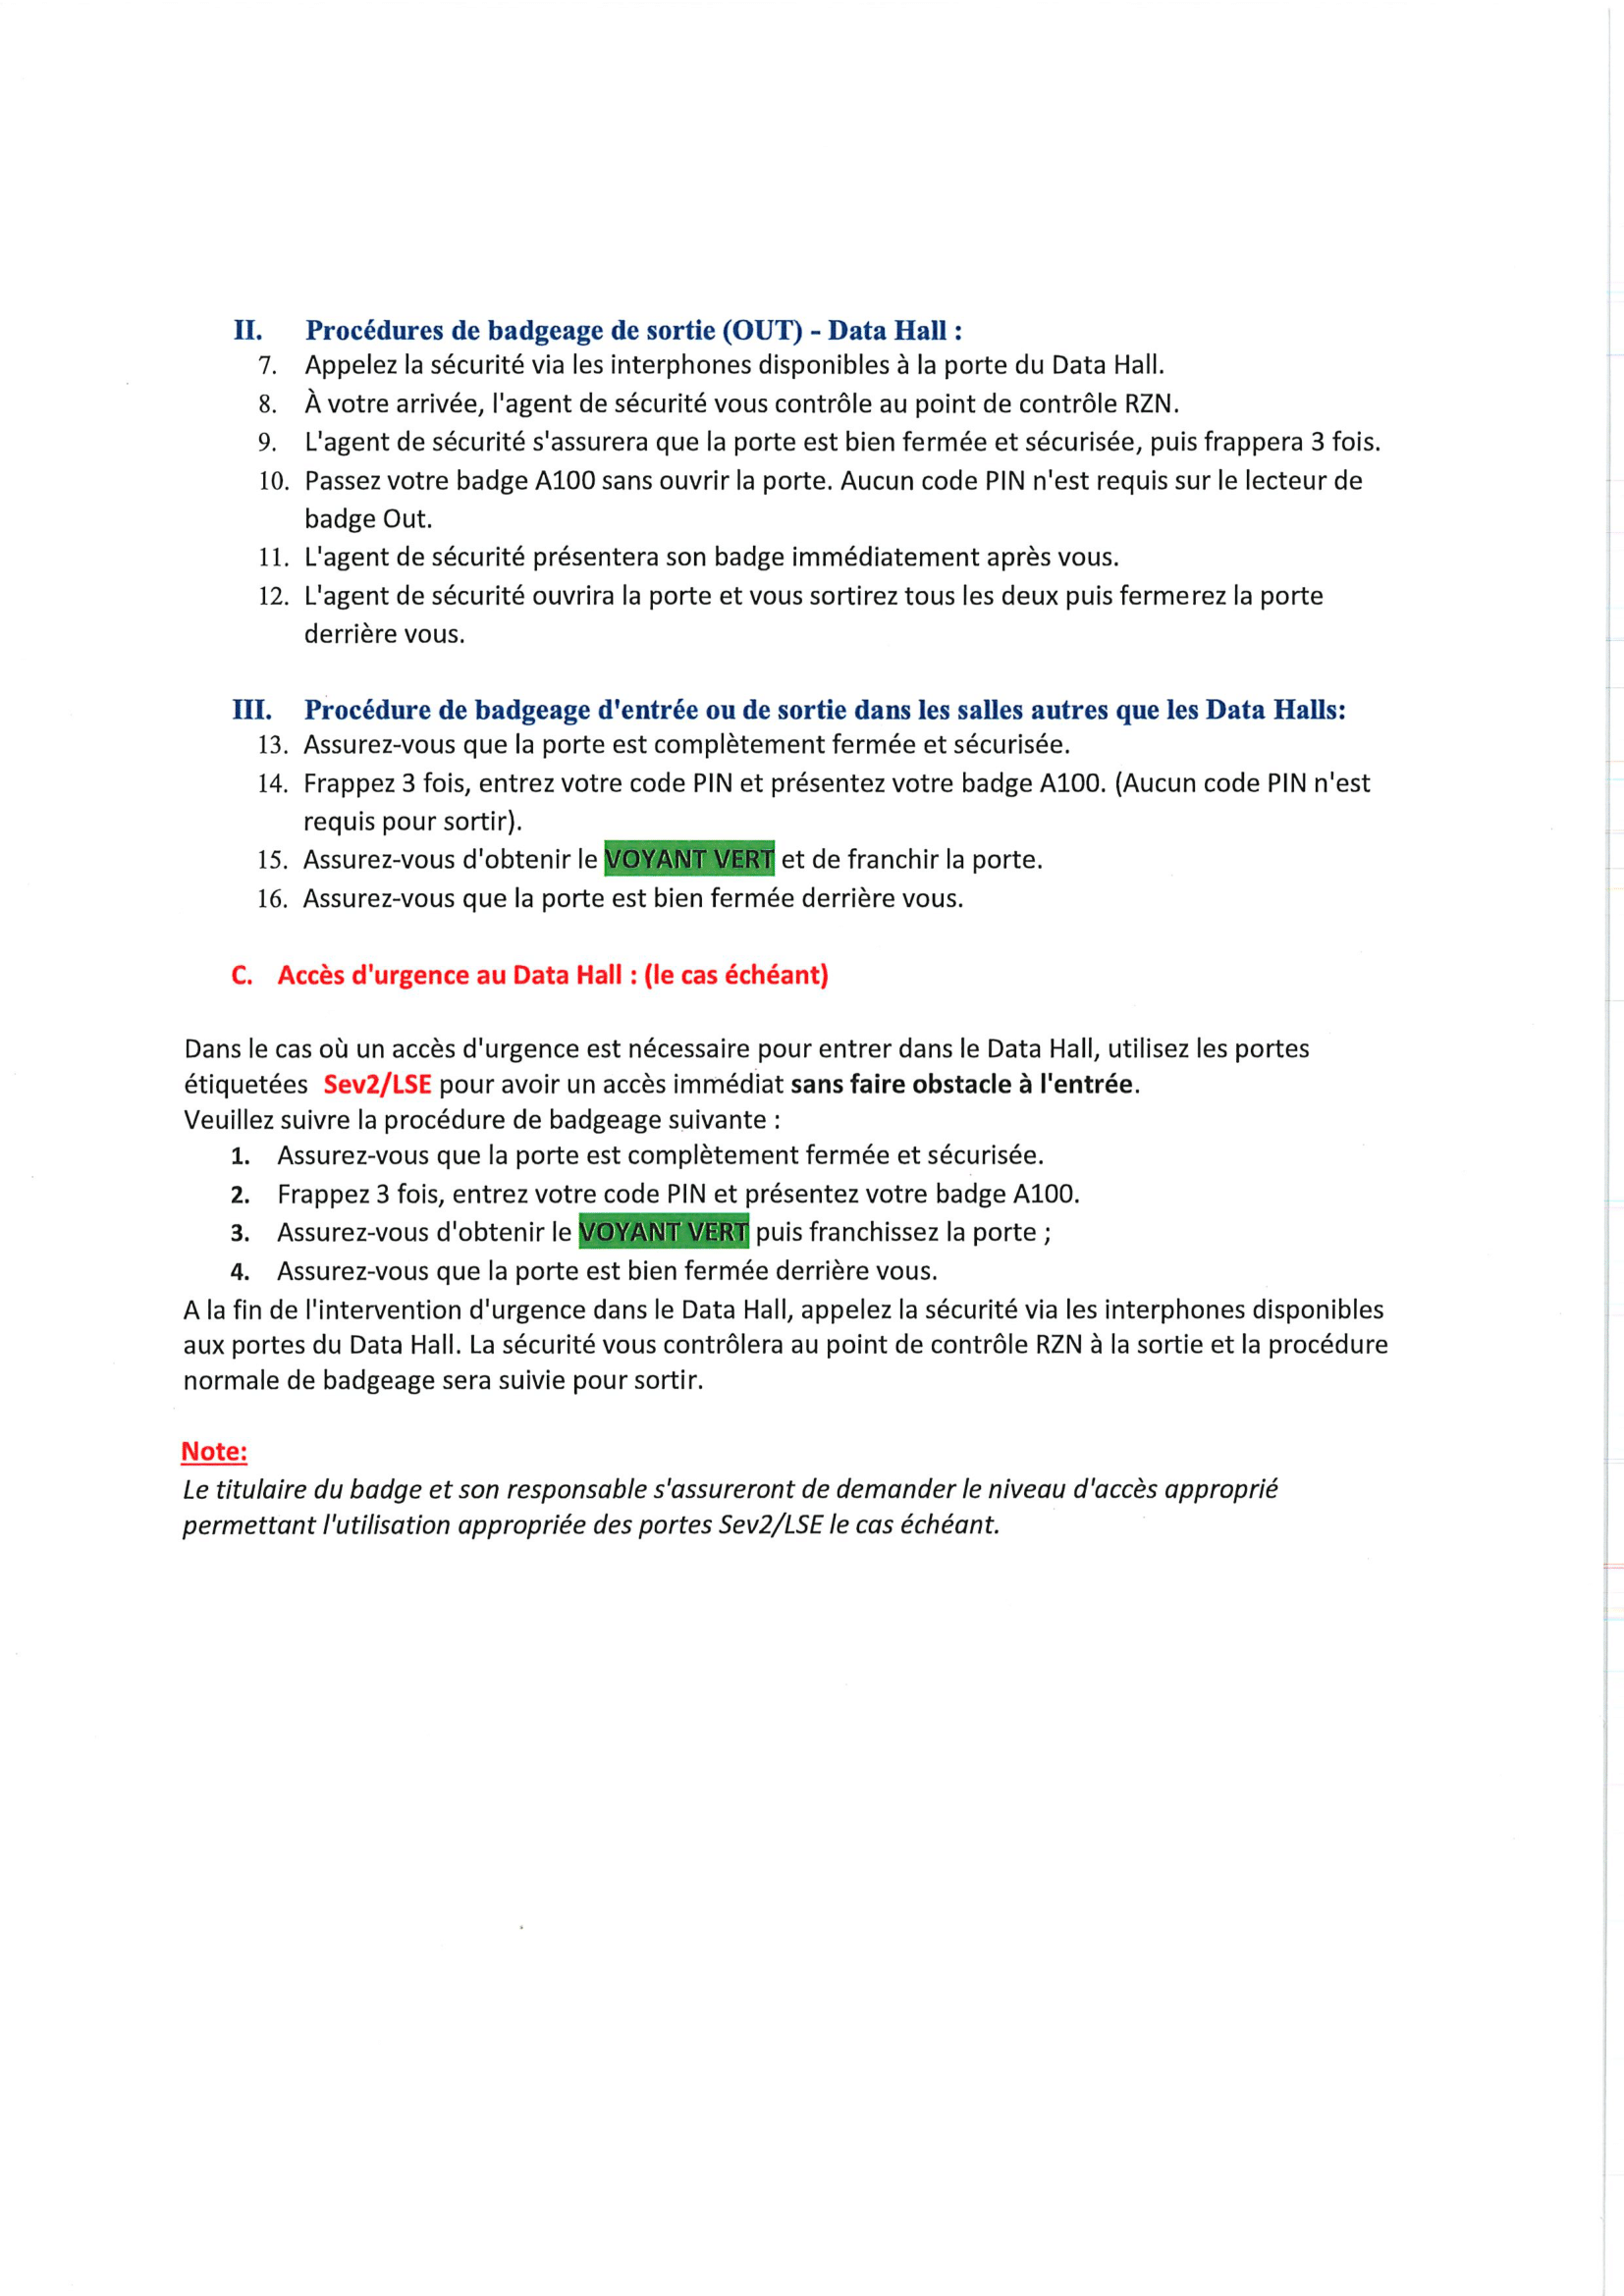 II. Procédures de badgeage de sortie (OUT) - Data Hall :
7. Appelez la sécurité via les interphones disponibles à la porte du Data Hall.
8. À votre arrivée, l'agent de sécurité vous contrôle au point de contrôle RZN.
9. L'agent de sécurité s'assurera que la porte est bien fermée et sécurisée, puis frappera 3 fois.
10. Passez votre badge A100 sans ouvrir la porte. Aucun code PIN n'est requis sur le lecteur de
badge Out.
11. L'agent de sécurité présentera son badge immédiatement après vous.
12. L'agent de sécurité ouvrira la porte et vous sortirez tous les deux puis fermerez la porte
derrière vous.
III. Procédure de badgeage d'entrée ou de sortie dans les salles autres que les Data Halls:
13. Assurez-vous que la porte est complètement fermée et sécurisée.
14. Frappez 3 fois, entrez votre code PIN et présentez votre badge A100. (Aucun code PIN n'est
requis pour sortir).
15. Assurez-vous d'obtenir le VOYANT VERT et de franchir la porte.
16. Assurez-vous que la porte est bien fermée derrière vous.
C. Accès d'urgence au Data Hall : (le cas échéant)
Dans le cas où un accès d'urgence est nécessaire pour entrer dans le Data Hall, utilisez les portes
étiquetées Sev2/LSE pour avoir un accès immédiat sans faire obstacle à l'entrée.
Veuillez suivre la procédure de badgeage suivante :
1. Assurez-vous que la porte est complètement fermée et sécurisée.
2. Frappez 3 fois, entrez votre code PIN et présentez votre badge A100.
3. Assurez-vous d'obtenir le VOYANT VERT puis franchissez la porte ;
4. Assurez-vous que la porte est bien fermée derrière vous.
A la fin de l'intervention d'urgence dans le Data Hall, appelez la sécurité via les interphones disponibles
aux portes du Data Hall. La sécurité vous contrôlera au point de contrôle RZN à la sortie et la procédure
normale de badgeage sera suivie pour sortir.
Note:
Le titulaire du badge et son responsable s'assureront de demander le niveau d'accès approprié
permettant l'utilisation appropriée des portes Sev2/LSE le cas échéant.